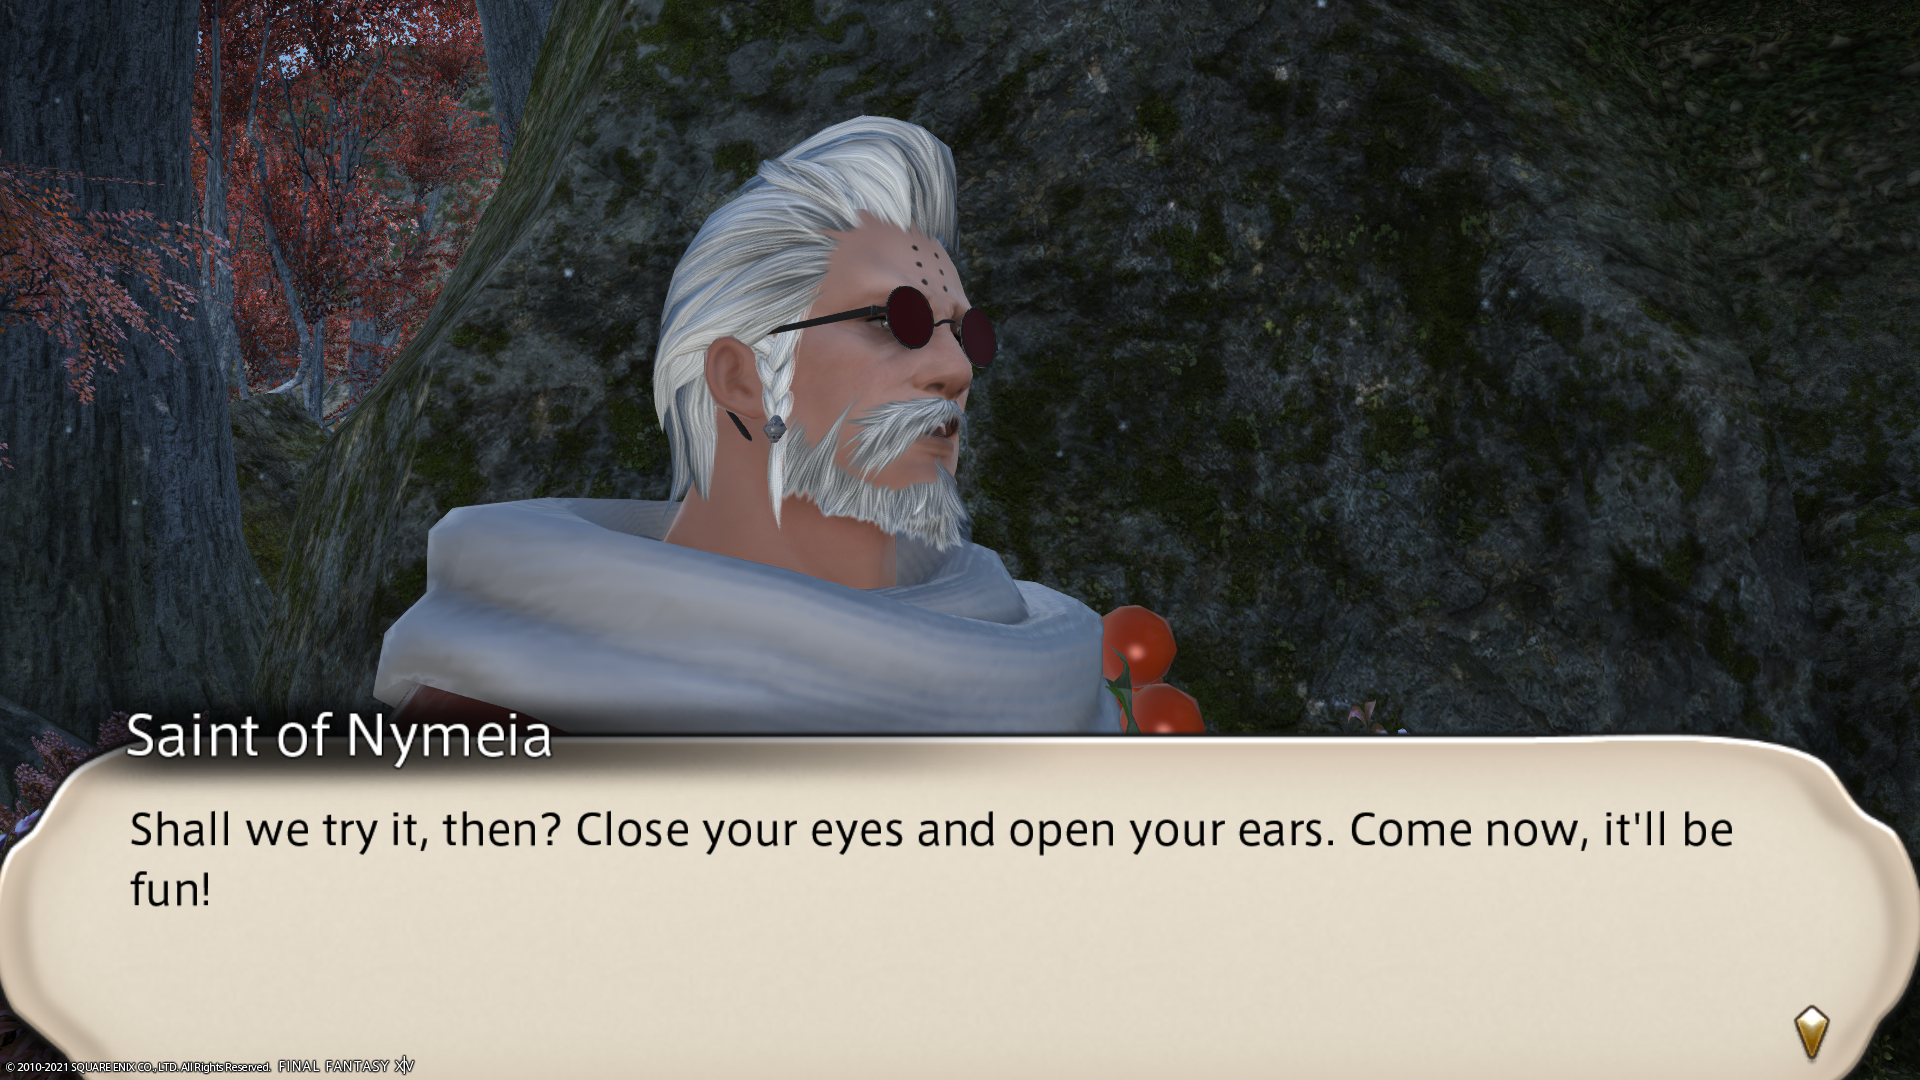 Saint of Nymeia
Shall we try it, then? Close your eyes and open your ears. Come now, it'll be
fun!
© 2010-2021 SQUARE ENIX CO., LTD. All Rights Reserved. FINAL FANTASY XIV